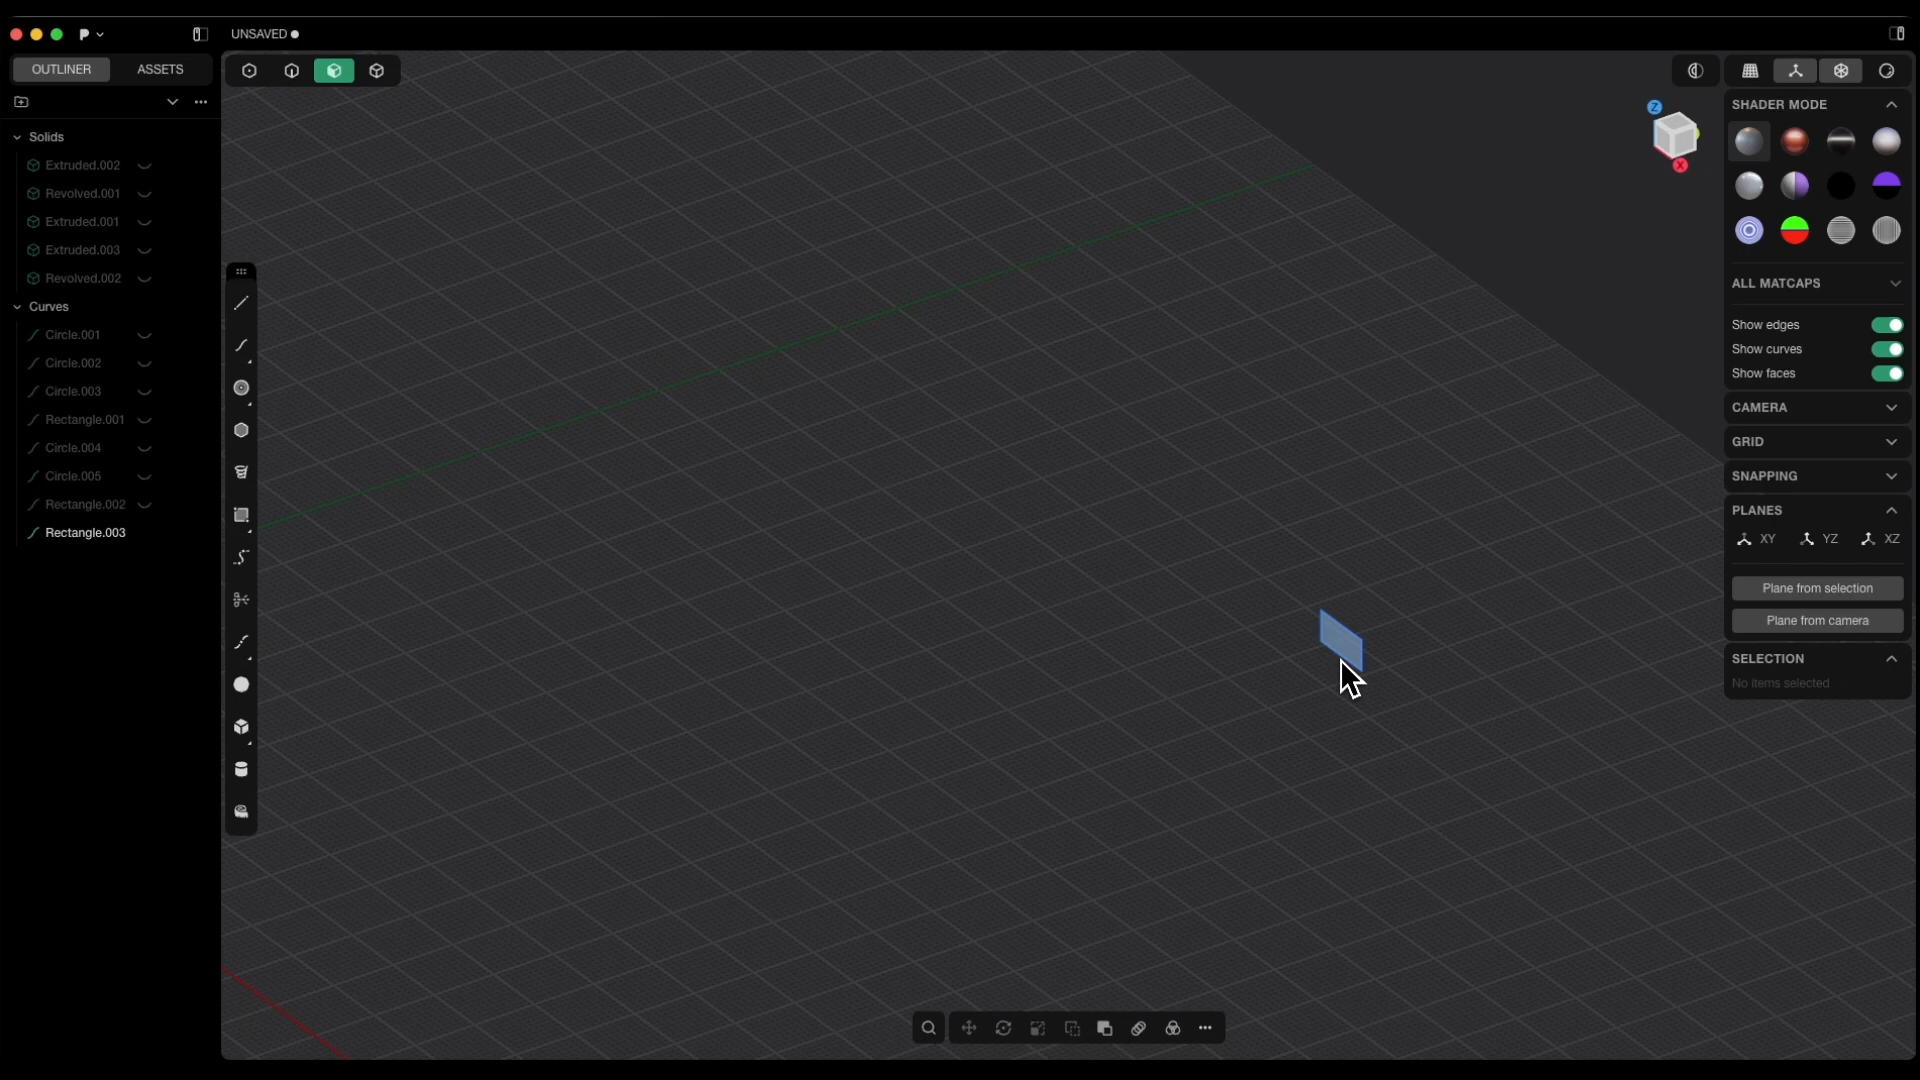 UNSAVED
OUTLINER ASSETS
Solids
Extruded.002
Revolved.001
Extruded.001
Extruded.003
Revolved.002
Curves
Circle.001
Circle.002
Circle.003
Rectangle.001
Circle.004
Circle.005
Rectangle.002
Rectangle.003
Z
X
SHADER MODE
ALL MATCAPS
Show edges
Show curves
Show faces
CAMERA
GRID
SNAPPING
PLANES
XY YZ XZ
Plane from selection
Plane from camera
SELECTION
No items selected